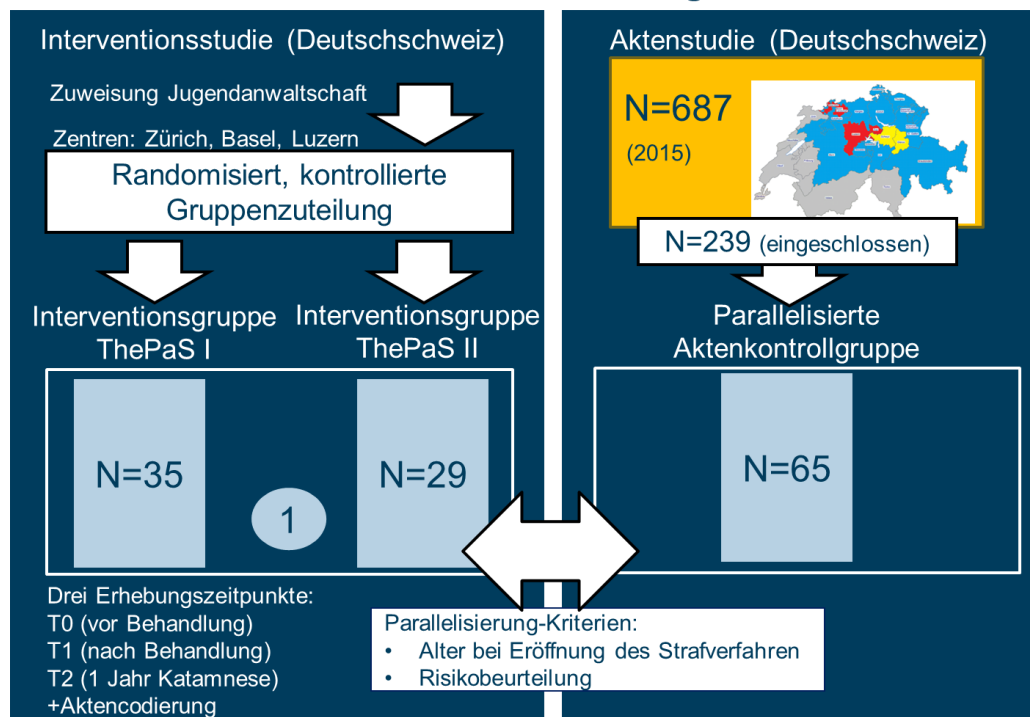 Interventionsstudie (Deutschschweiz)
Zuweisung Jugendanwaltschaft
Zentren: Zürich, Basel, Luzern
Randomisiert, kontrollierte
Gruppenzuteilung
Interventionsgruppe
ThePaS I
Interventionsgruppe
ThePaS II
N=35
1
N=29
Drei Erhebungszeitpunkte:
T0 (vor Behandlung)
T1 (nach Behandlung)
T2 (1 Jahr Katamnese)
+Aktencodierung
Aktenstudie (Deutschschweiz)
N=687
(2015)
N=239 (eingeschlossen)
Parallelisierte
Aktenkontrollgruppe
N=65
Parallelisierung-Kriterien:
• Alter bei Eröffnung des Strafverfahren
• Risikobeurteilung